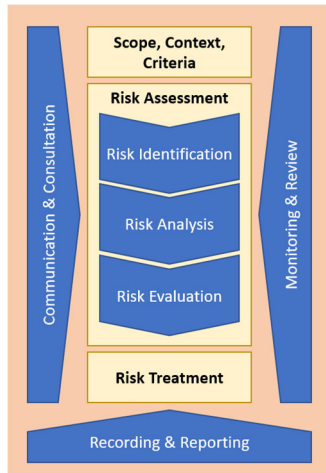 Scope, Context,
Criteria
Risk Assessment
Risk Identification
Risk Analysis
Risk Evaluation
Risk Treatment
Communication & Consultation
Monitoring & Review
Recording & Reporting